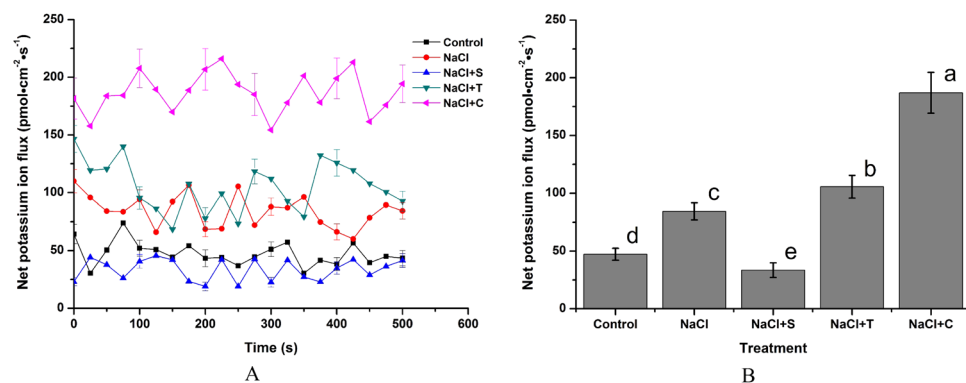 Net potassium ion flux (pmol•cm⁻²•s⁻¹)
250
200
150
100
50
0
0
100
200
300
400
500
600
Time (s)
Control
NaCl
NaCl+S
NaCl+T
NaCl+C
A
Net potassium ion flux (pmol•cm⁻²•s⁻¹)
250
200
150
100
50
0
d
c
e
b
a
Control
NaCl
NaCl+S
NaCl+T
NaCl+C
Treatment
B